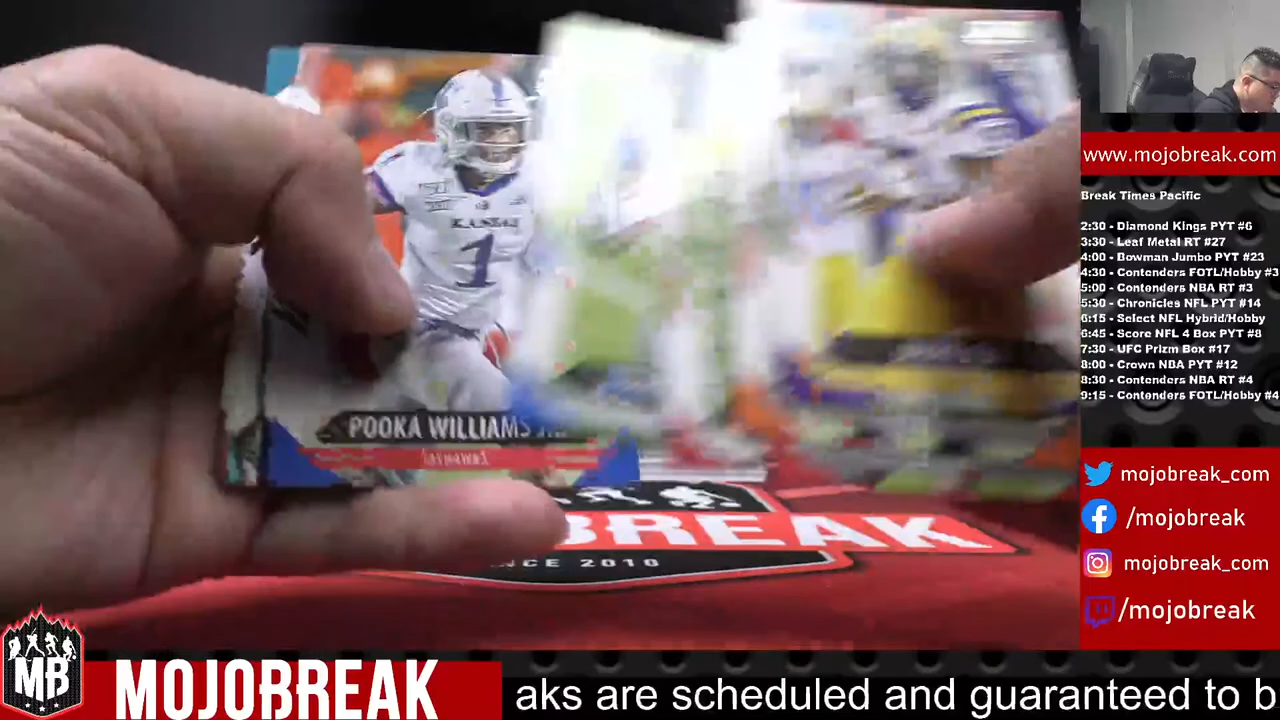 KANSAS
1
1
POOKA WILLIAMS JR.
JAYHAWKS
BREAK
NCE 2010
www.mojobreak.com
Break Times Pacific
2:30 - Diamond Kings PYT #6
3:30 - Leaf Metal RT #27
4:00 - Bowman Jumbo PYT #23
4:30 - Contenders FOTL/Hobby #3
5:00 - Contenders NBA RT #3
5:30 - Chronicles NFL PYT #14
6:15 - Select NFL Hybrid/Hobby
6:45 - Score NFL 4 Box PYT #8
7:30 - UFC Prizm Box #17
8:00 - Crown NBA PYT #12
8:30 - Contenders NBA RT #4
9:15 - Contenders FOTL/Hobby #4
mojobreak_com
/mojobreak
mojobreak_com
/mojobreak
MB
MOJOBREAK
aks are scheduled and guaranteed to b